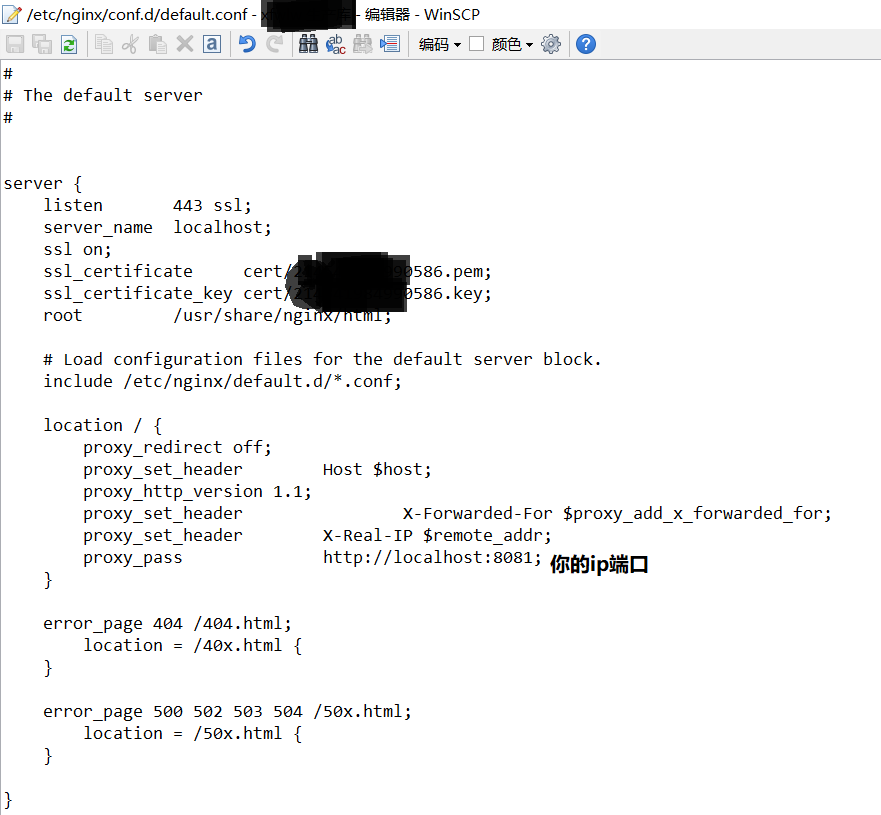 /etc/nginx/conf.d/default.conf - - 编辑器 - WinSCP
编码 颜色
#
# The default server
#
server {
listen 443 ssl;
server_name localhost;
ssl on;
ssl_certificate cert/ 0586.pem;
ssl_certificate_key cert/ 0586.key;
root /usr/share/nginx/html;
# Load configuration files for the default server block.
include /etc/nginx/default.d/*.conf;
location / {
proxy_redirect off;
proxy_set_header Host $host;
proxy_http_version 1.1;
proxy_set_header X-Forwarded-For $proxy_add_x_forwarded_for;
proxy_set_header X-Real-IP $remote_addr;
proxy_pass http://localhost:8081; 你的ip端口
}
error_page 404 /404.html;
location = /40x.html {
}
error_page 500 502 503 504 /50x.html;
location = /50x.html {
}
}